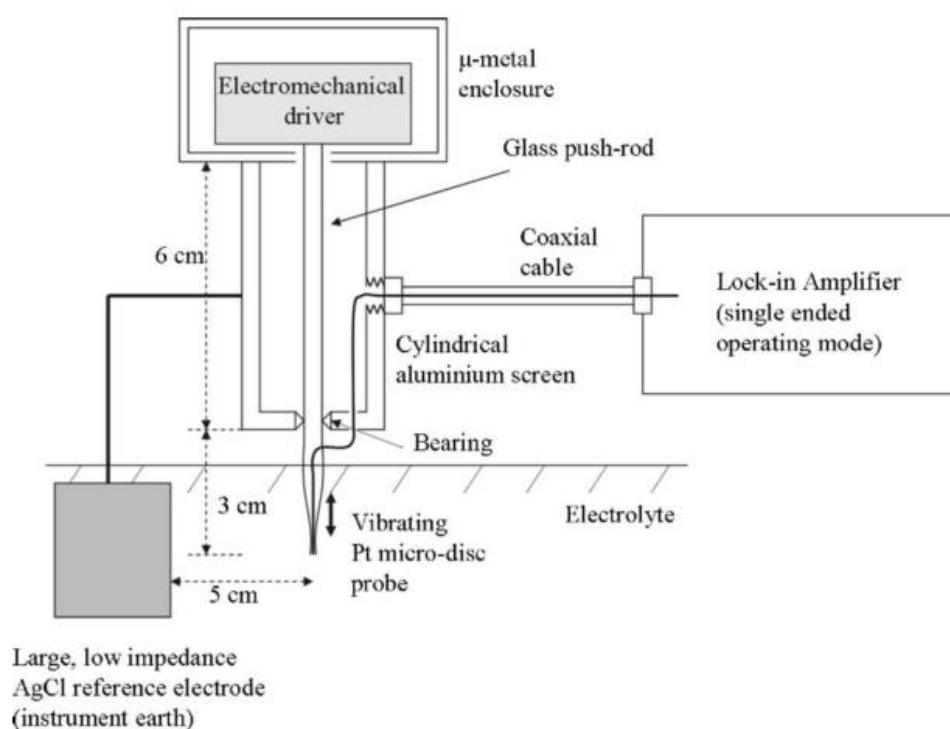 Electromechanical
driver
μ-metal
enclosure
Glass push-rod
6 cm
Coaxial
cable
Lock-in Amplifier
(single ended
operating mode)
Cylindrical
aluminium screen
Bearing
3 cm
Electrolyte
Vibrating
Pt micro-disc
probe
5 cm
Large, low impedance
AgCl reference electrode
(instrument earth)